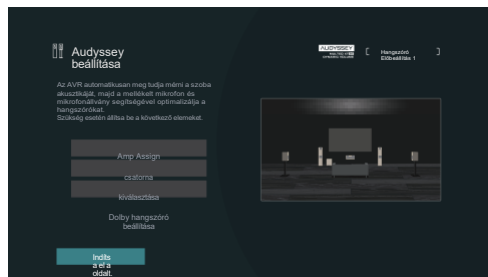 Audyssey
beállítása
AUDYSSEY
Hangszóró
Előbeállítás 1
Az AVR automatikusan meg tudja mérni a szoba
akusztikáját, majd a mellékelt mikrofon és
mikrofonállvány segítségével optimalizálja a
hangszórókat.
Szükség esetén állítsa be a következő elemeket.
Amp Assign
csatorna
kiválasztása
Dolby hangszóró
beállítása
Indíts
a el a
oldalt.